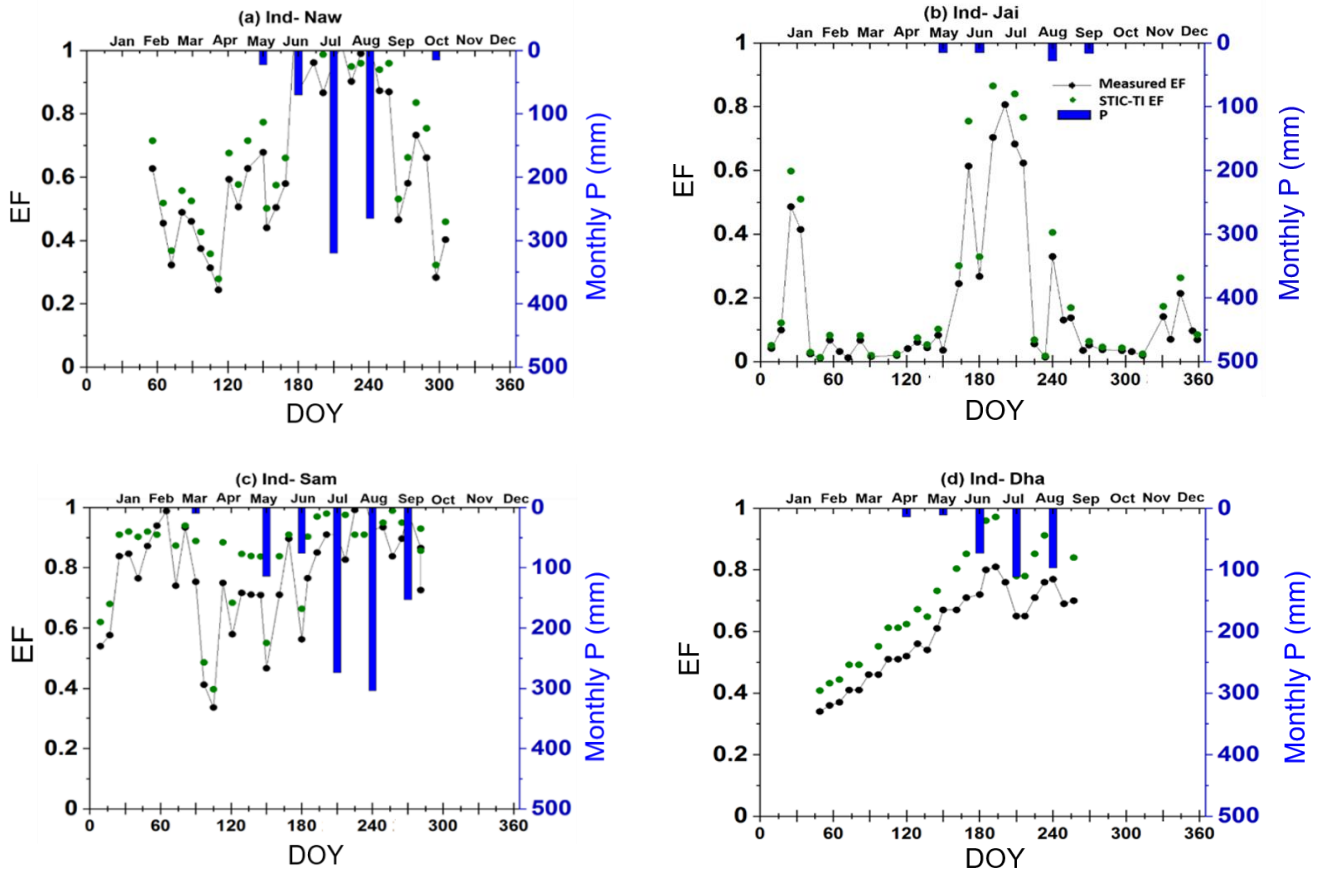 (a) Ind- Naw
Jan Feb Mar Apr May Jun Jul Aug Sep Oct Nov Dec
1 0.8 0.6 0.4 0.2 0
EF
0 100 200 300 400 500
Monthly P (mm)
0 60 120 180 240 300 360
DOY
(b) Ind- Jai
Jan Feb Mar Apr May Jun Jul Aug Sep Oct Nov Dec
1 0.8 0.6 0.4 0.2 0
EF
Measured EF
STIC-TI EF
P
0 100 200 300 400 500
Monthly P (mm)
0 60 120 180 240 300 360
DOY
(c) Ind- Sam
Jan Feb Mar Apr May Jun Jul Aug Sep Oct Nov Dec
1 0.8 0.6 0.4 0.2 0
EF
0 100 200 300 400 500
Monthly P (mm)
0 60 120 180 240 300 360
DOY
(d) Ind- Dha
Jan Feb Mar Apr May Jun Jul Aug Sep Oct Nov Dec
1 0.8 0.6 0.4 0.2 0
EF
0 100 200 300 400 500
Monthly P (mm)
0 60 120 180 240 300 360
DOY